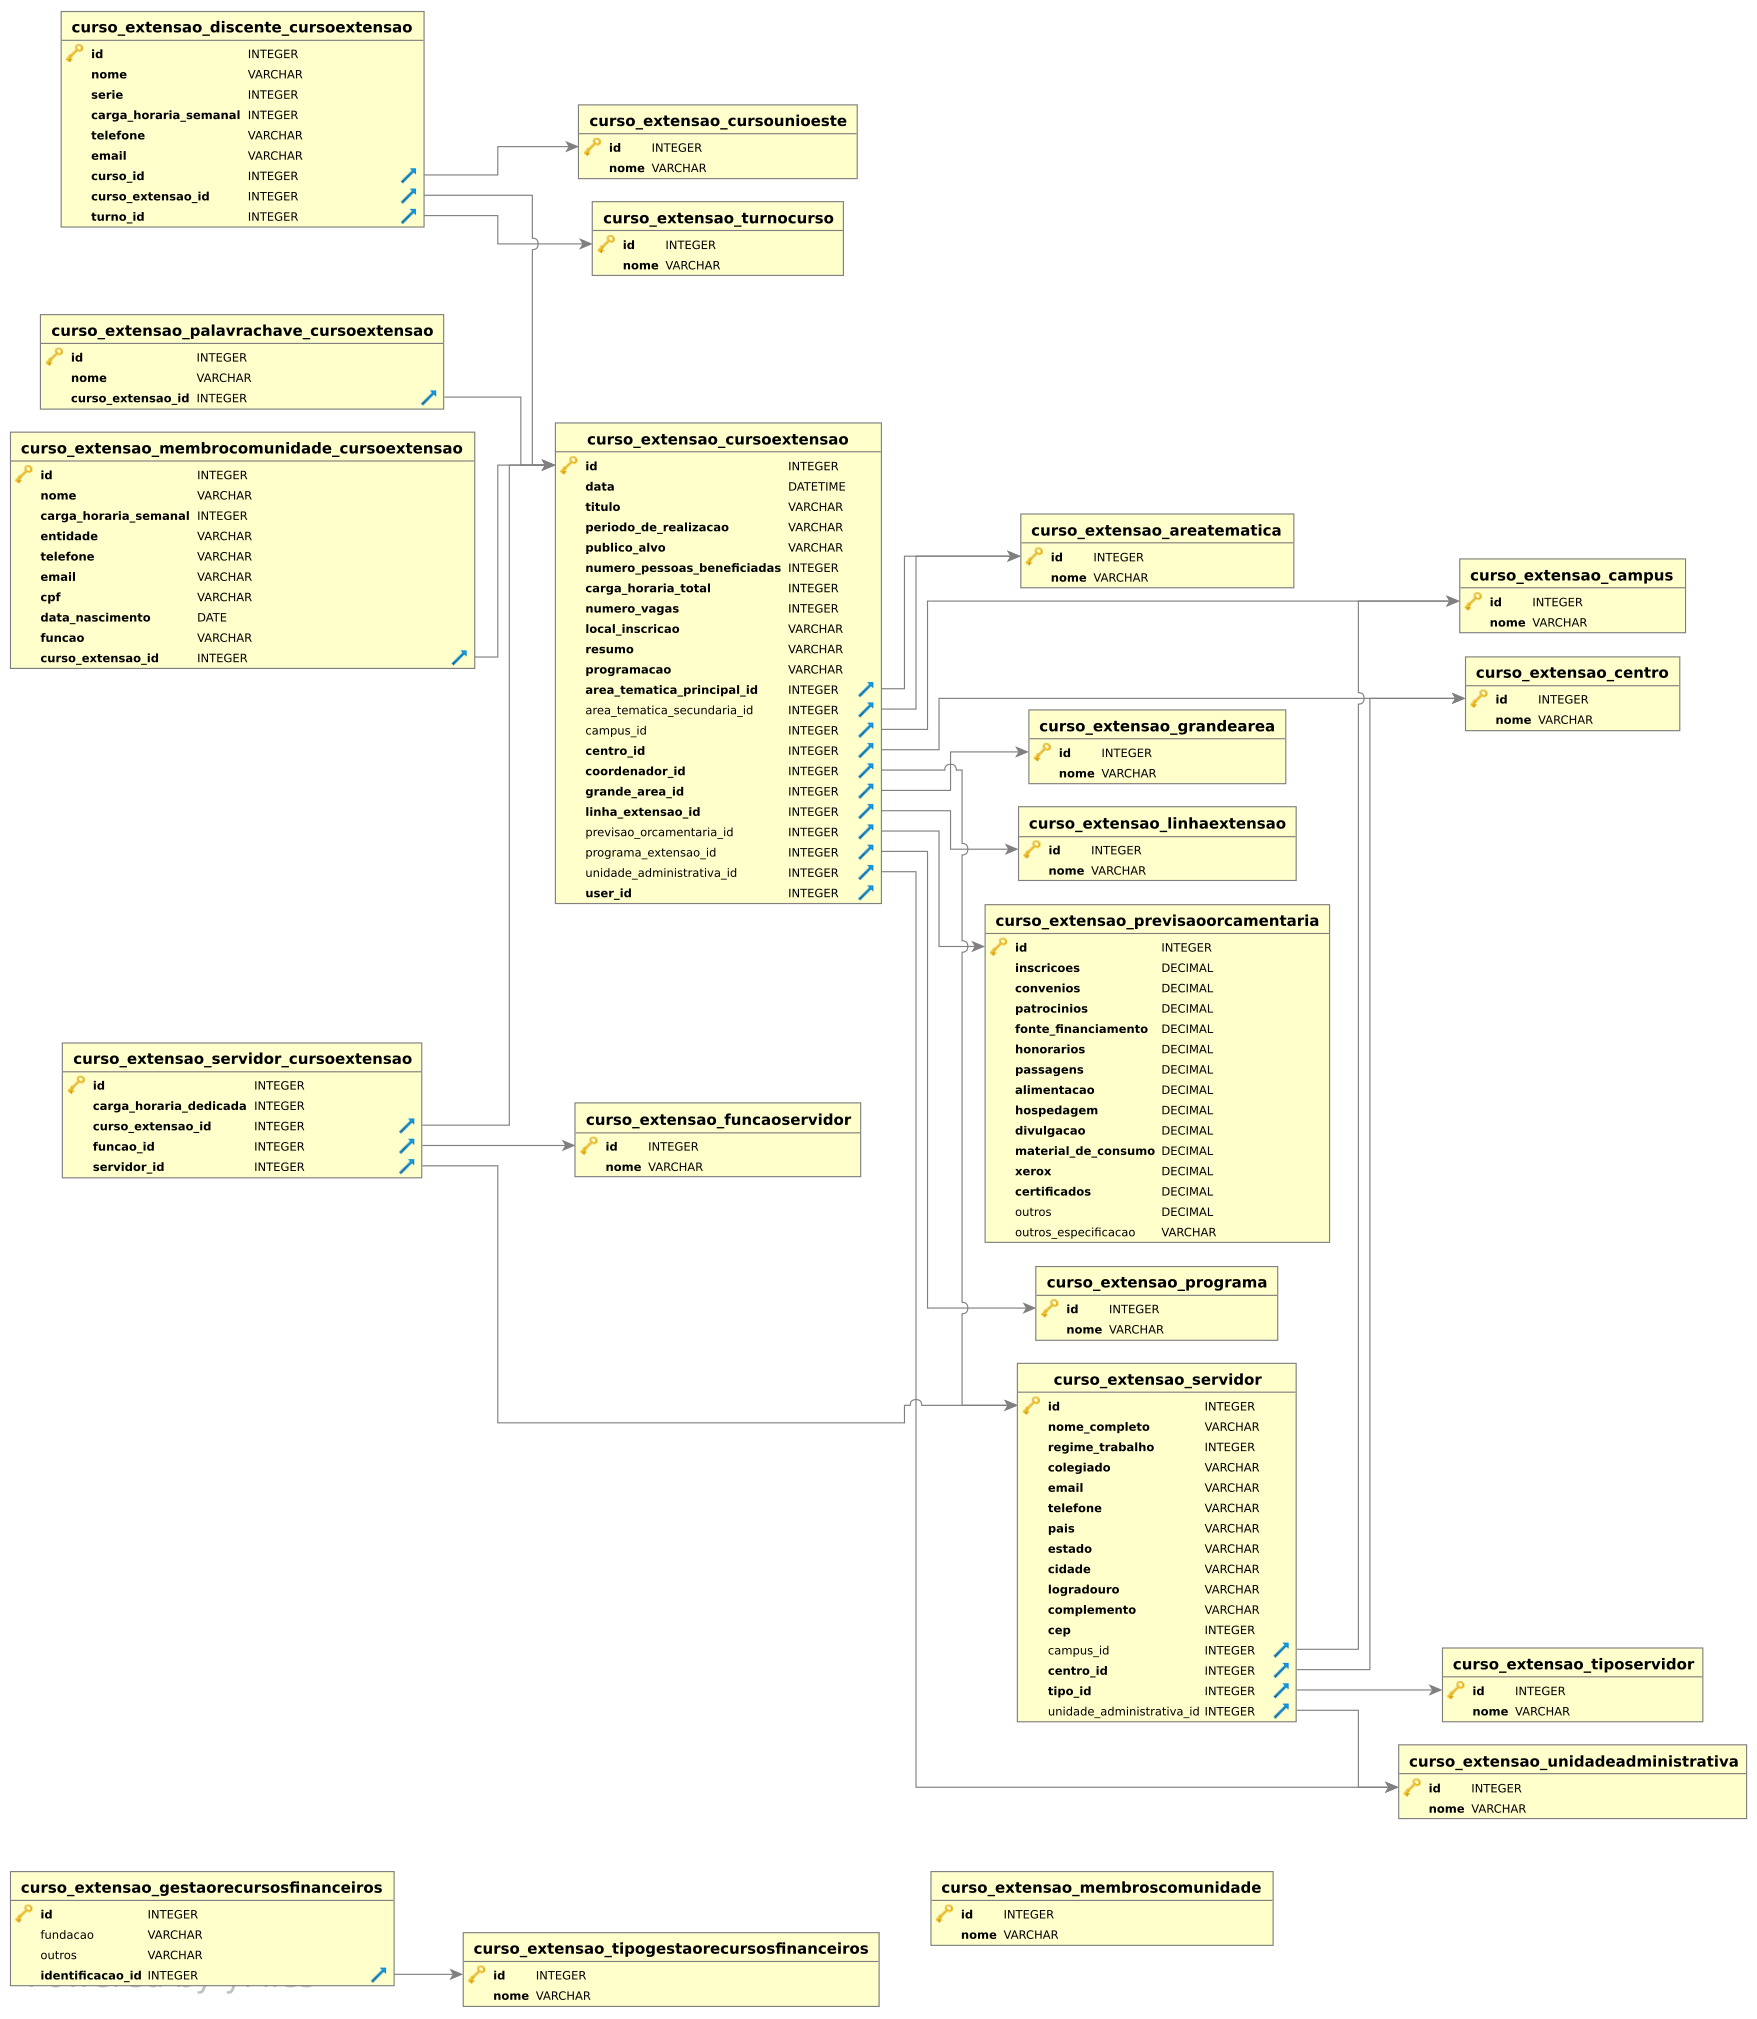 curso_extensao_discente_cursoextensao
id INTEGER
nome VARCHAR
serie INTEGER
carga_horaria_semanal INTEGER
telefone VARCHAR
email VARCHAR
curso_id INTEGER
curso_extensao_id INTEGER
turno_id INTEGER
curso_extensao_cursounioeste
id INTEGER
nome VARCHAR
curso_extensao_turnocurso
id INTEGER
nome VARCHAR
curso_extensao_palavrachave_cursoextensao
id INTEGER
nome VARCHAR
curso_extensao_id INTEGER
curso_extensao_membrocomunidade_cursoextensao
id INTEGER
nome VARCHAR
carga_horaria_semanal INTEGER
entidade VARCHAR
telefone VARCHAR
email VARCHAR
cpf VARCHAR
data_nascimento DATE
funcao VARCHAR
curso_extensao_id INTEGER
curso_extensao_cursoextensao
id INTEGER
data DATETIME
titulo VARCHAR
periodo_de_realizacao VARCHAR
publico_alvo VARCHAR
numero_pessoas_beneficiadas INTEGER
carga_horaria_total INTEGER
numero_vagas INTEGER
local_inscricao VARCHAR
resumo VARCHAR
programacao VARCHAR
area_tematica_principal_id INTEGER
area_tematica_secundaria_id INTEGER
campus_id INTEGER
centro_id INTEGER
coordenador_id INTEGER
grande_area_id INTEGER
linha_extensao_id INTEGER
previsao_orcamentaria_id INTEGER
programa_extensao_id INTEGER
unidade_administrativa_id INTEGER
user_id INTEGER
curso_extensao_areatematica
id INTEGER
nome VARCHAR
curso_extensao_campus
id INTEGER
nome VARCHAR
curso_extensao_centro
id INTEGER
nome VARCHAR
curso_extensao_grandearea
id INTEGER
nome VARCHAR
curso_extensao_linhaextensao
id INTEGER
nome VARCHAR
curso_extensao_previsaoorcamentaria
id INTEGER
inscricoes DECIMAL
convenios DECIMAL
patrocinios DECIMAL
fonte_financiamento DECIMAL
honorarios DECIMAL
passagens DECIMAL
alimentacao DECIMAL
hospedagem DECIMAL
divulgacao DECIMAL
material_de_consumo DECIMAL
xerox DECIMAL
certificados DECIMAL
outros DECIMAL
outros_especificacao VARCHAR
curso_extensao_servidor_cursoextensao
id INTEGER
carga_horaria_dedicada INTEGER
curso_extensao_id INTEGER
funcao_id INTEGER
servidor_id INTEGER
curso_extensao_funcaoservidor
id INTEGER
nome VARCHAR
curso_extensao_programa
id INTEGER
nome VARCHAR
curso_extensao_servidor
id INTEGER
nome_completo VARCHAR
regime_trabalho INTEGER
colegiado VARCHAR
email VARCHAR
telefone VARCHAR
pais VARCHAR
estado VARCHAR
cidade VARCHAR
logradouro VARCHAR
complemento VARCHAR
cep INTEGER
campus_id INTEGER
centro_id INTEGER
tipo_id INTEGER
unidade_administrativa_id INTEGER
curso_extensao_tiposervidor
id INTEGER
nome VARCHAR
curso_extensao_unidadeadministrativa
id INTEGER
nome VARCHAR
curso_extensao_gestaorecursosfinanceiros
id INTEGER
fundacao VARCHAR
outros VARCHAR
identificacao_id INTEGER
curso_extensao_tipogestaorecursosfinanceiros
id INTEGER
nome VARCHAR
curso_extensao_membroscomunidade
id INTEGER
nome VARCHAR